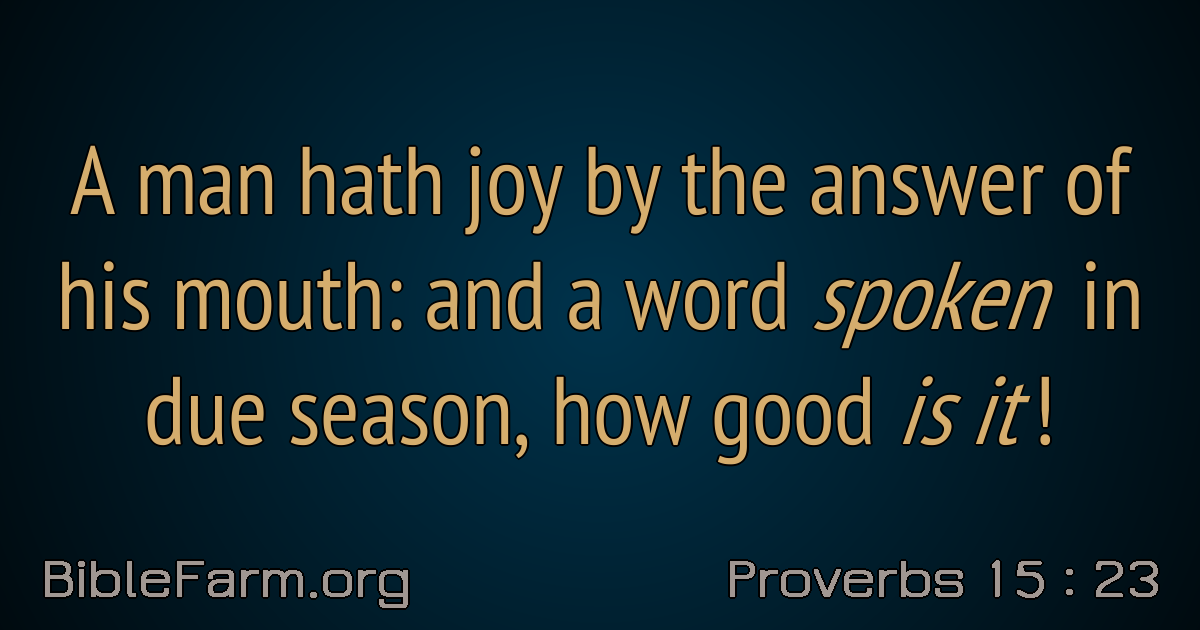 A man hath joy by the answer of
his mouth: and a word spoken in
due season, how good is it!
BibleFarm.org
Proverbs 15 : 23